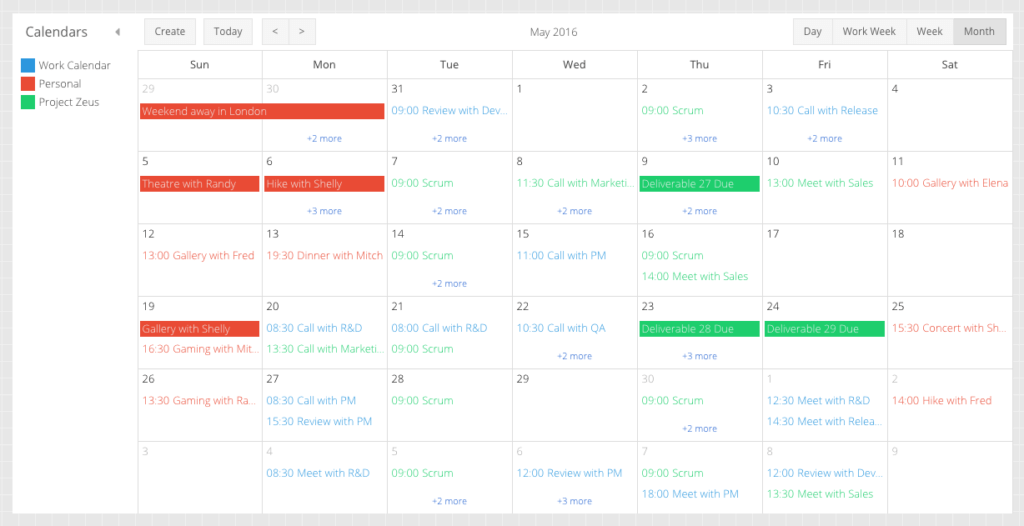 Calendars
Create
Today
<
>
May 2016
Day
Work Week
Week
Month
Work Calendar
Personal
Project Zeus
Sun
Mon
Tue
Wed
Thu
Fri
Sat
29
30
31
1
2
3
4
Weekend away in London
09:00 Review with Dev...
09:00 Scrum
10:30 Call with Release
+2 more
+2 more
+3 more
+2 more
5
6
7
8
9
10
11
Theatre with Randy
Hike with Shelly
09:00 Scrum
11:30 Call with Marketi...
Deliverable 27 Due
13:00 Meet with Sales
10:00 Gallery with Elena
+3 more
+2 more
+2 more
+2 more
12
13
14
15
16
17
18
13:00 Gallery with Fred
19:30 Dinner with Mitch
09:00 Scrum
11:00 Call with PM
09:00 Scrum
14:00 Meet with Sales
+2 more
19
20
21
22
23
24
25
Gallery with Shelly
08:30 Call with R&D
08:00 Call with R&D
10:30 Call with QA
Deliverable 28 Due
Deliverable 29 Due
15:30 Concert with Sh...
16:30 Gaming with Mit...
13:30 Call with Marketi...
09:00 Scrum
+2 more
+3 more
26
27
28
29
30
1
2
13:30 Gaming with Ra...
08:30 Call with PM
09:00 Scrum
09:00 Scrum
12:30 Meet with R&D
14:00 Hike with Fred
15:30 Review with PM
14:30 Meet with Relea...
+2 more
3
4
5
6
7
8
9
08:30 Meet with R&D
09:00 Scrum
12:00 Review with PM
09:00 Scrum
12:00 Review with Dev...
18:00 Meet with PM
13:30 Meet with Sales
+2 more
+3 more